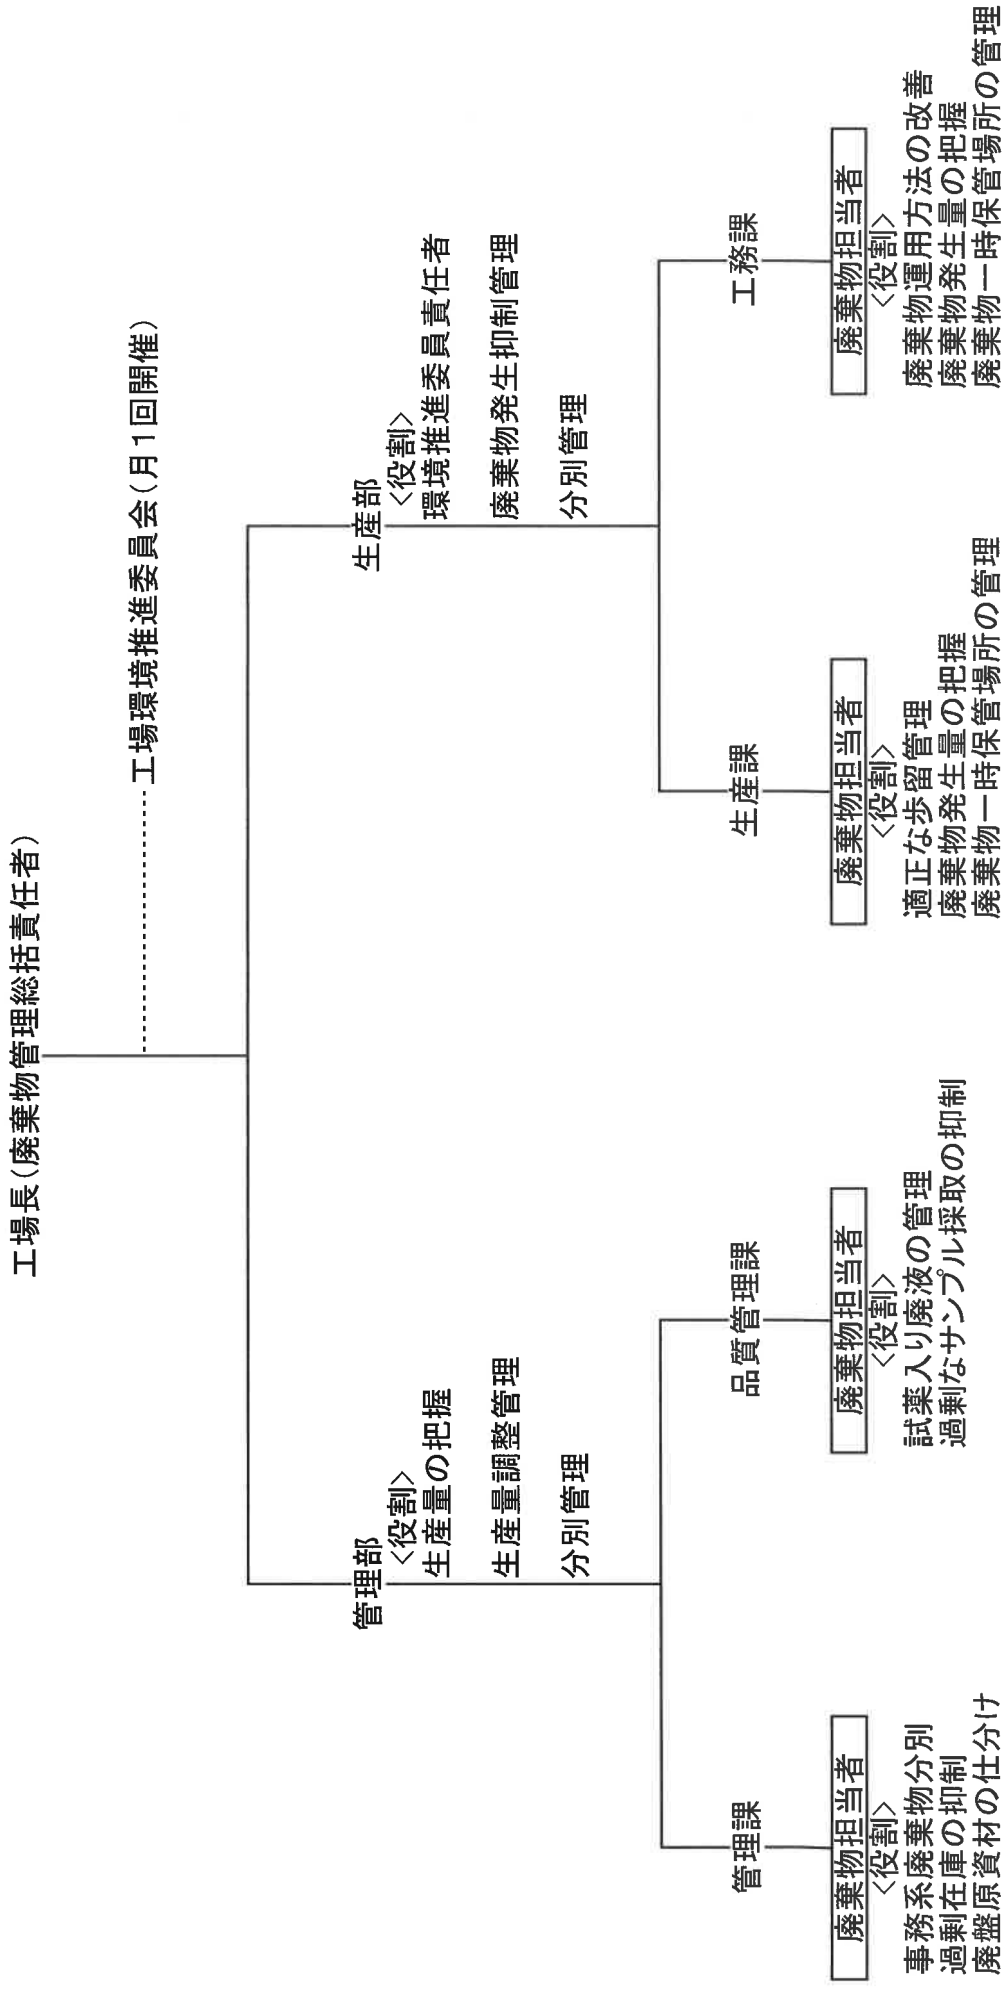 工場長(廃棄物管理総括責任者)
工場環境推進委員会(月1回開催)
管理部
<役割>
生産量の把握
生産量調整管理
分別管理
生産部
<役割>
環境推進委員責任者
廃棄物発生抑制管理
分別管理
管理課
廃棄物担当者
<役割>
事務系廃棄物分別
過剰在庫の抑制
廃盤原資材の仕分け
品質管理課
廃棄物担当者
<役割>
試薬入り廃液の管理
過剰なサンプル採取の抑制
生産課
廃棄物担当者
<役割>
適正な歩留管理
廃棄物発生量の把握
廃棄物一時保管場所の管理
工務課
廃棄物担当者
<役割>
廃棄物運用方法の改善
廃棄物発生量の把握
廃棄物一時保管場所の管理